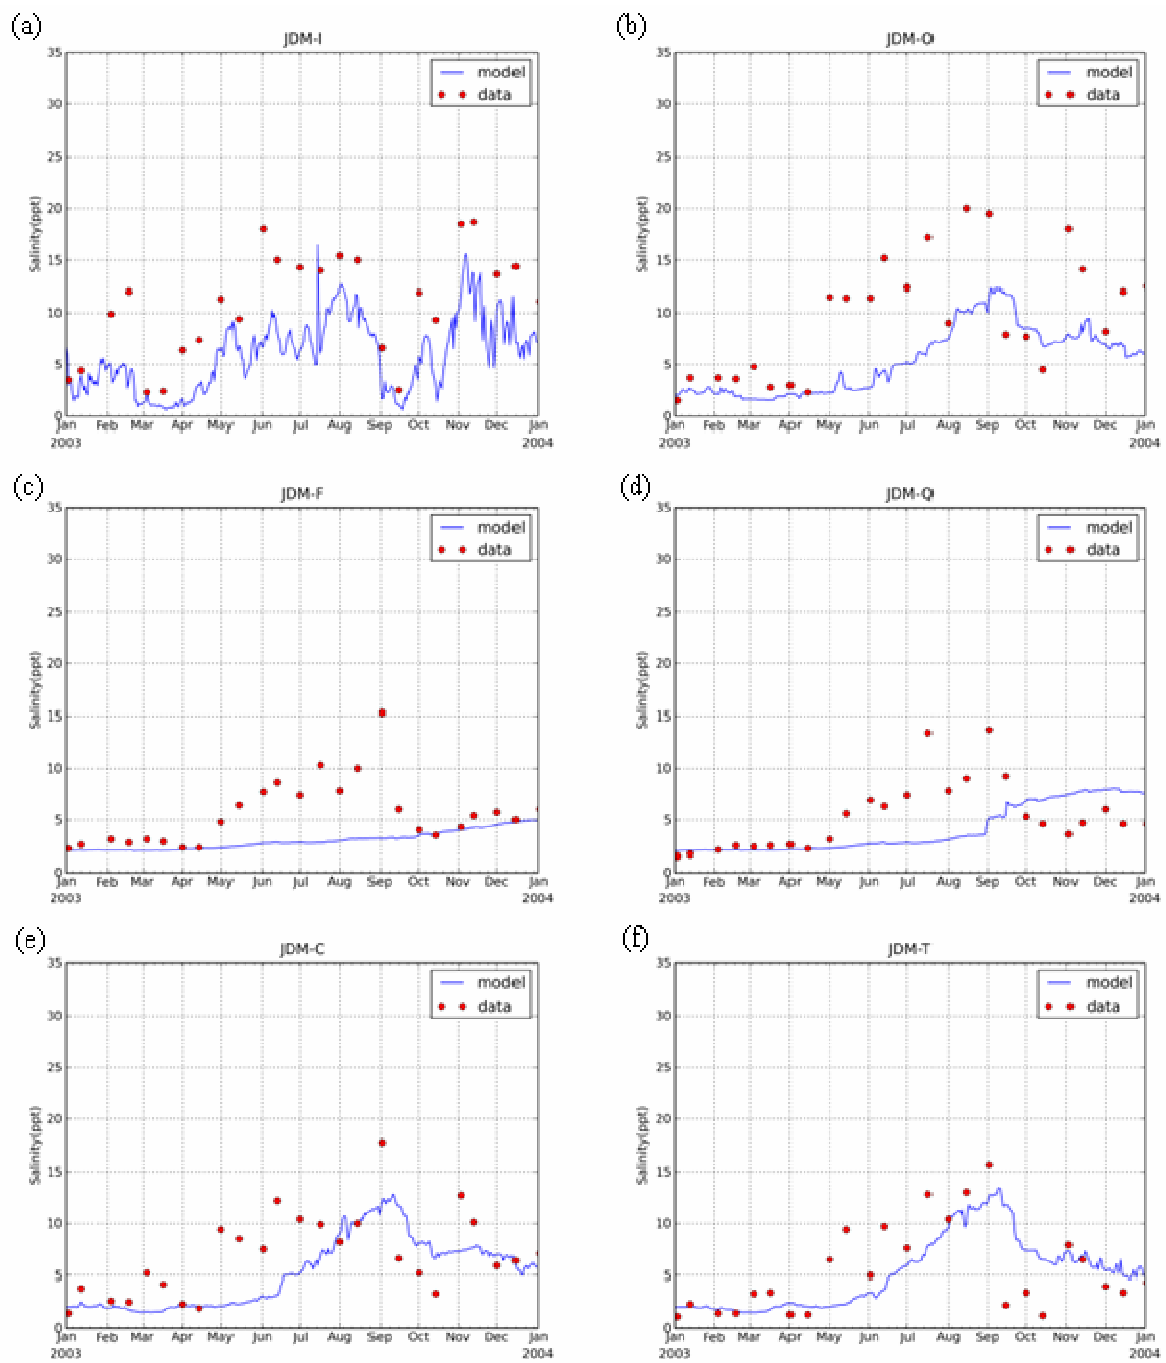 (a)
JDM-I
35
30
25
20
15
10
5
0
Salinity(ppt)
model
data
Jan Feb Mar Apr May Jun Jul Aug Sep Oct Nov Dec Jan
2003 2004
(b)
JDM-O
35
30
25
20
15
10
5
0
Salinity(ppt)
model
data
Jan Feb Mar Apr May Jun Jul Aug Sep Oct Nov Dec Jan
2003 2004
(c)
JDM-F
35
30
25
20
15
10
5
0
Salinity(ppt)
model
data
Jan Feb Mar Apr May Jun Jul Aug Sep Oct Nov Dec Jan
2003 2004
(d)
JDM-Q
35
30
25
20
15
10
5
0
Salinity(ppt)
model
data
Jan Feb Mar Apr May Jun Jul Aug Sep Oct Nov Dec Jan
2003 2004
(e)
JDM-C
35
30
25
20
15
10
5
0
Salinity(ppt)
model
data
Jan Feb Mar Apr May Jun Jul Aug Sep Oct Nov Dec Jan
2003 2004
(f)
JDM-T
35
30
25
20
15
10
5
0
Salinity(ppt)
model
data
Jan Feb Mar Apr May Jun Jul Aug Sep Oct Nov Dec Jan
2003 2004